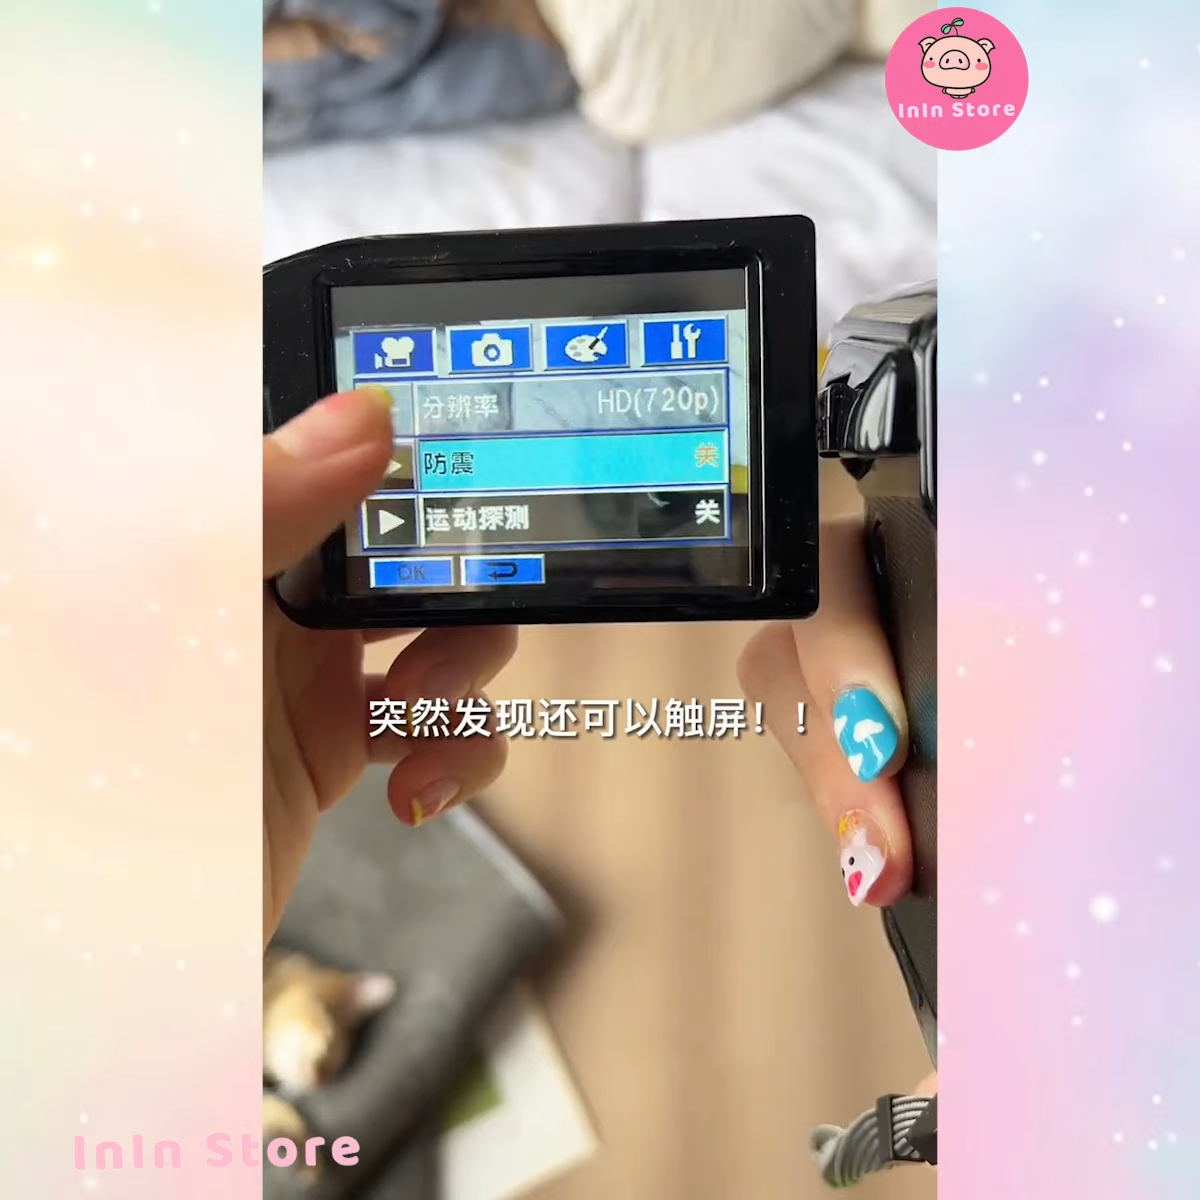 InIn Store
分辨率 HD(720p)
防震 关
运动探测 关
OK
突然发现还可以触屏！！
InIn Store